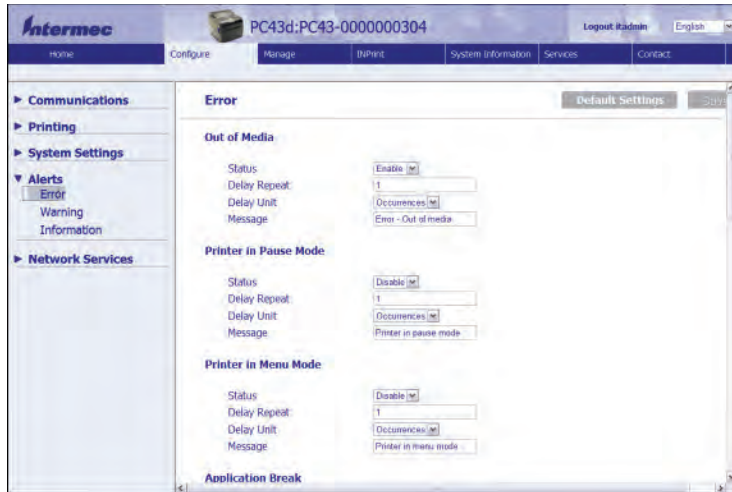 Intermec
PC43d:PC43-0000000304
Logout itadmin
English
Home
Configure
Manage
INPrint
System Information
Services
Contact
Communications
Printing
System Settings
Alerts
Error
Warning
Information
Network Services
Error
Default Settings
Save
Out of Media
Status Enable
Delay Repeat 1
Delay Unit Occurrences
Message Error - Out of media
Printer in Pause Mode
Status Disable
Delay Repeat 1
Delay Unit Occurrences
Message Printer in pause mode
Printer in Menu Mode
Status Disable
Delay Repeat 1
Delay Unit Occurrences
Message Printer in menu mode
Application Break